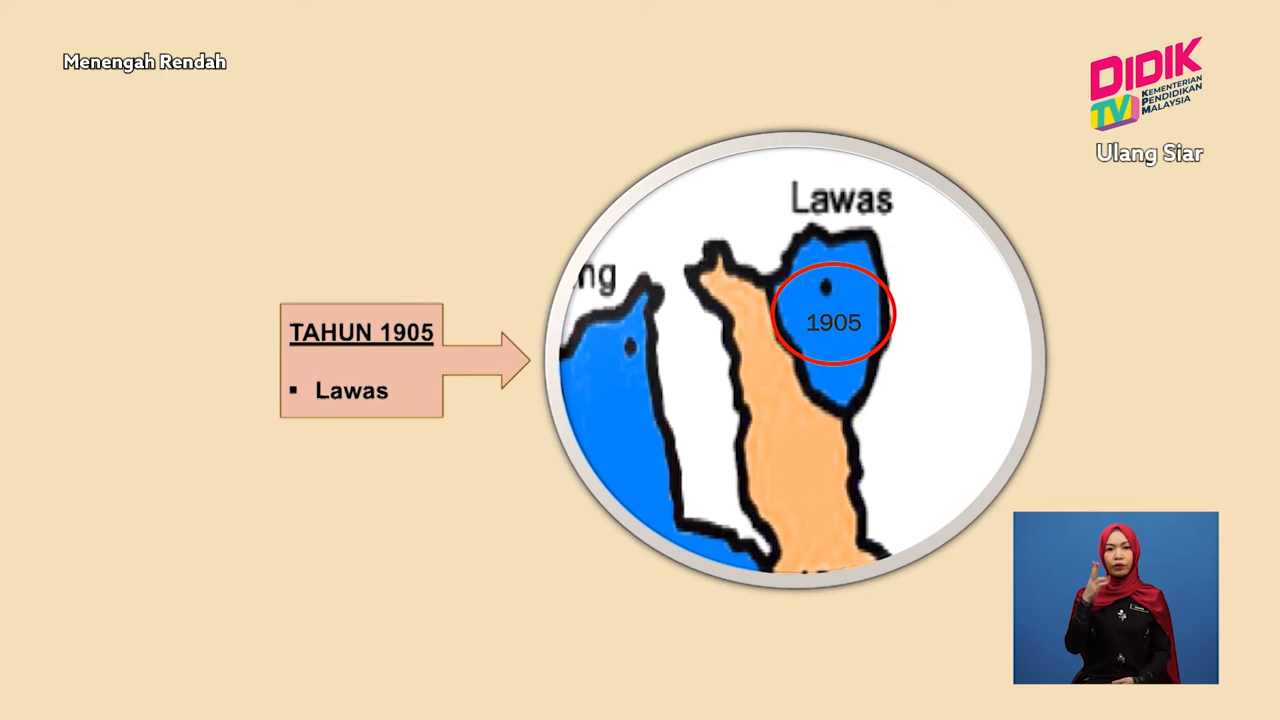 Menengah Rendah
DIDIK
TV
KEMENTERIAN
PENDIDIKAN
MALAYSIA
Ulang Siar
Lawas
ng
1905
TAHUN 1905
▪ Lawas